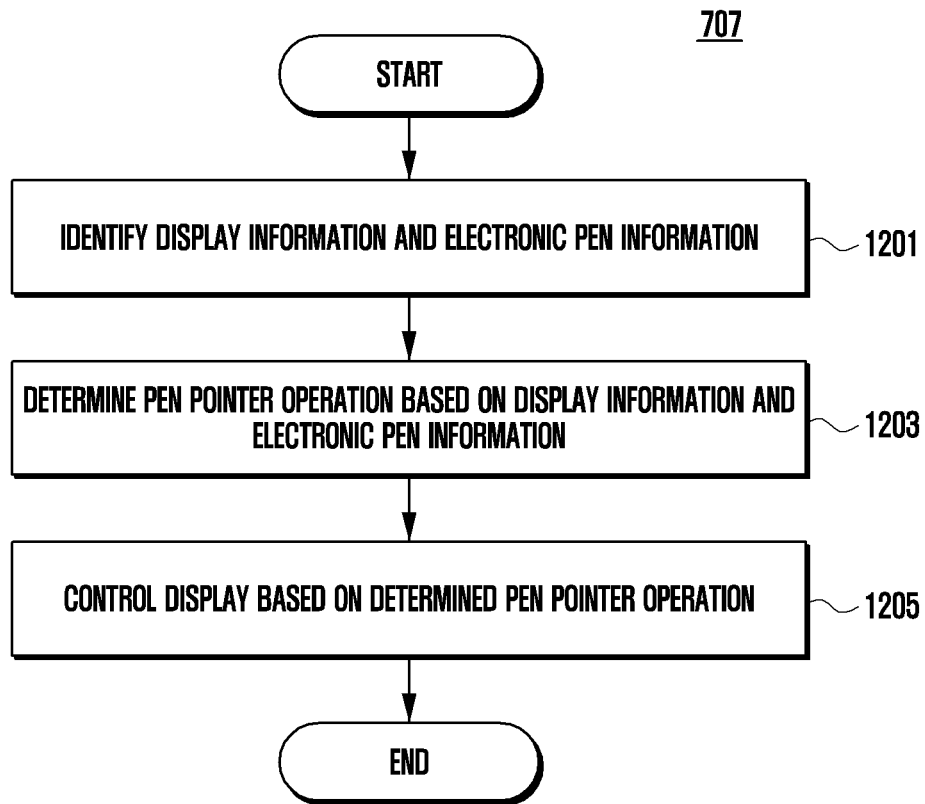 707
START
IDENTIFY DISPLAY INFORMATION AND ELECTRONIC PEN INFORMATION
1201
DETERMINE PEN POINTER OPERATION BASED ON DISPLAY INFORMATION AND
ELECTRONIC PEN INFORMATION
1203
CONTROL DISPLAY BASED ON DETERMINED PEN POINTER OPERATION
1205
END